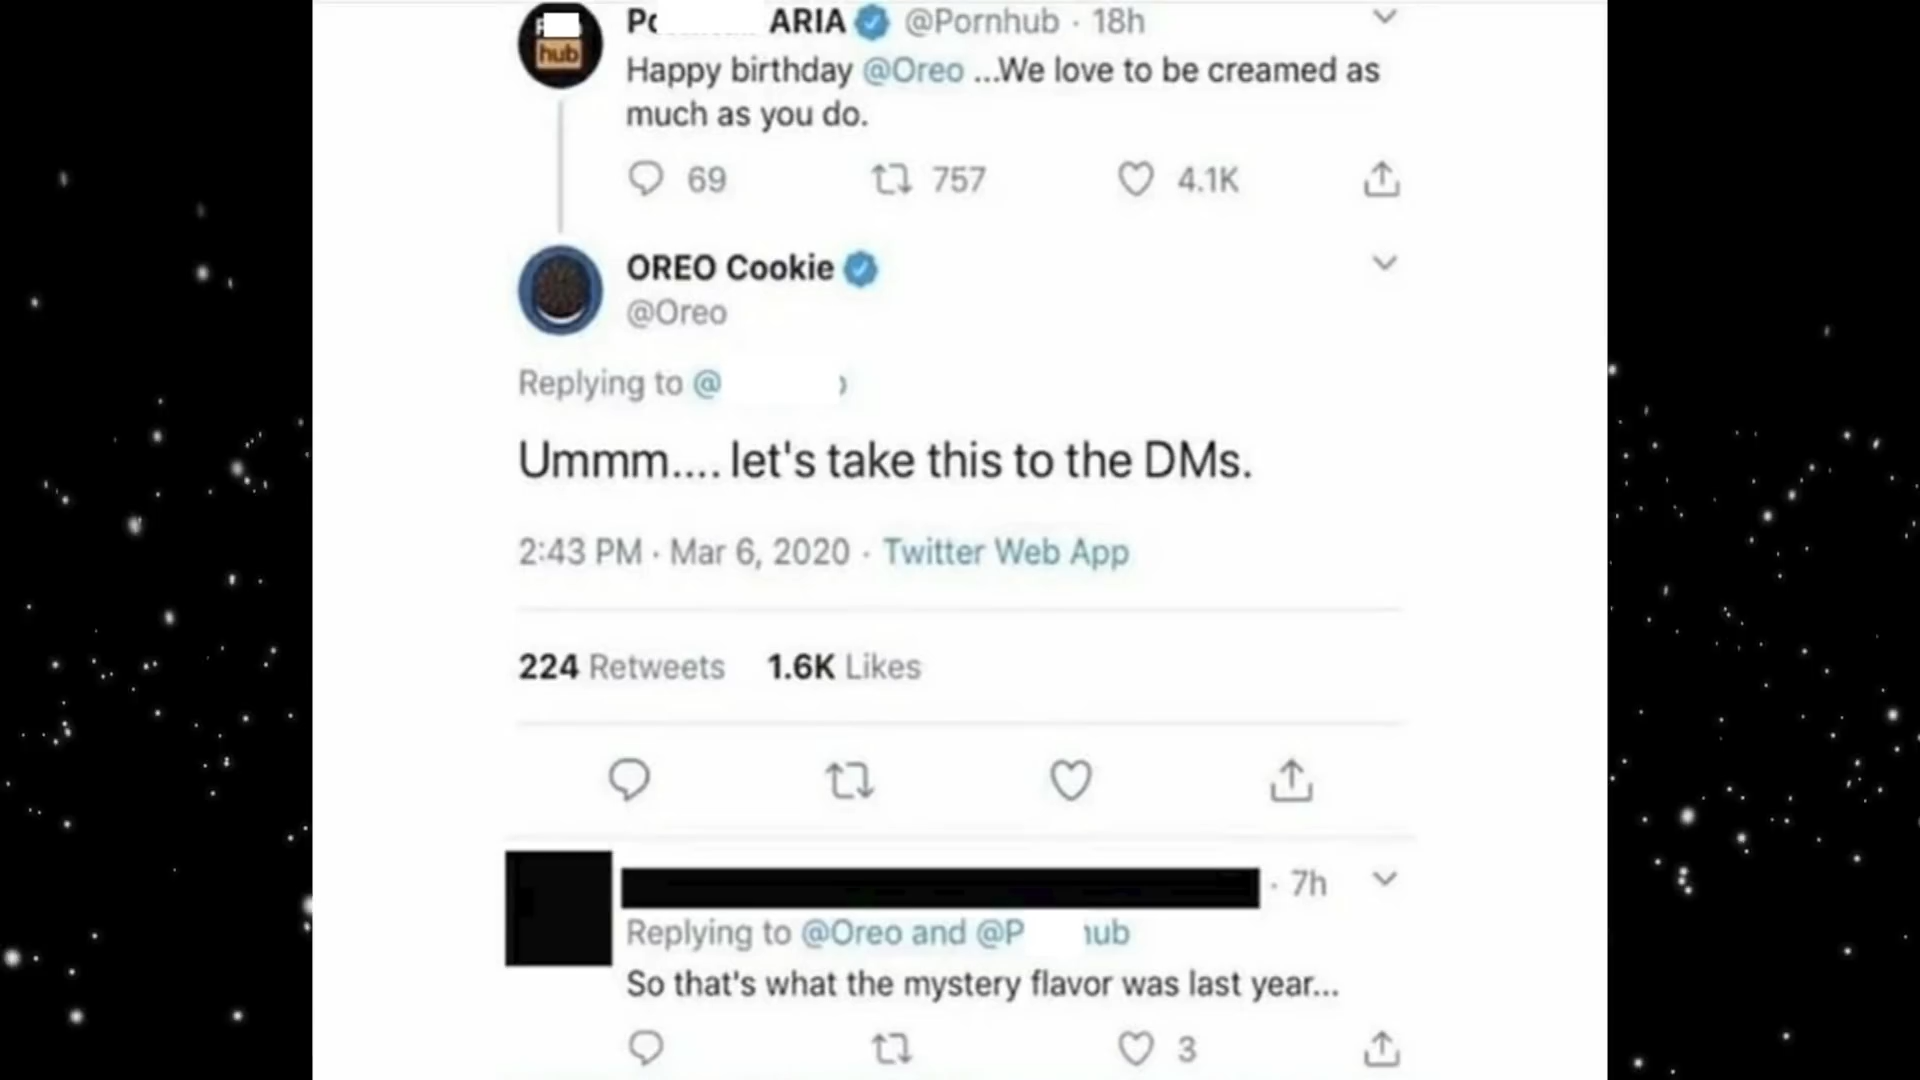 hub
ARIA @Pornhub · 18h
Happy birthday @Oreo ...We love to be creamed as
much as you do.
69 757 4.1K
OREO Cookie
@Oreo
Replying to @
Ummm.... let's take this to the DMs.
2:43 PM · Mar 6, 2020 · Twitter Web App
224 Retweets 1.6K Likes
· 7h
Replying to @Oreo and @P hub
So that's what the mystery flavor was last year...
3